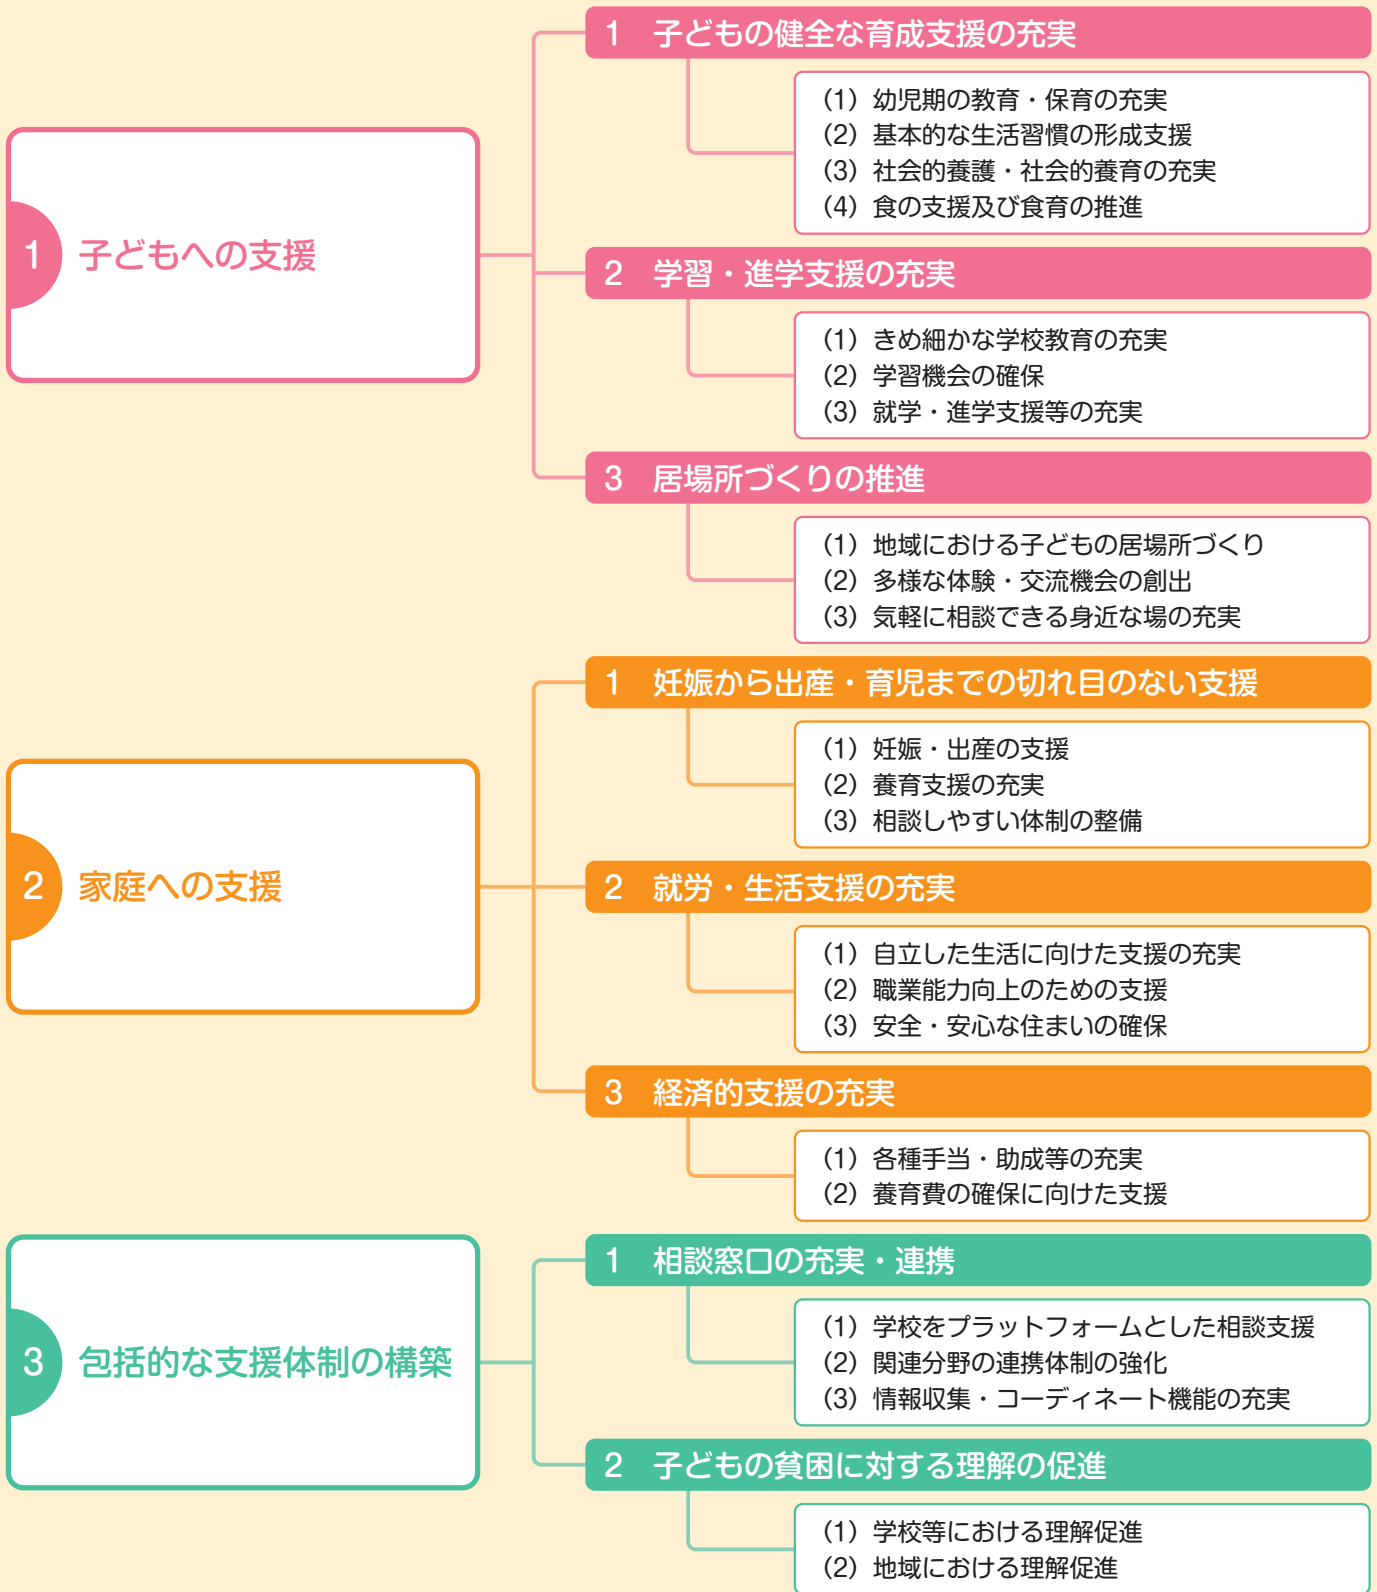 1 子どもへの支援
1 子どもの健全な育成支援の充実
(1) 幼児期の教育・保育の充実
(2) 基本的な生活習慣の形成支援
(3) 社会的養護・社会的養育の充実
(4) 食の支援及び食育の推進
2 学習・進学支援の充実
(1) きめ細かな学校教育の充実
(2) 学習機会の確保
(3) 就学・進学支援等の充実
3 居場所づくりの推進
(1) 地域における子どもの居場所づくり
(2) 多様な体験・交流機会の創出
(3) 気軽に相談できる身近な場の充実
2 家庭への支援
1 妊娠から出産・育児までの切れ目のない支援
(1) 妊娠・出産の支援
(2) 養育支援の充実
(3) 相談しやすい体制の整備
2 就労・生活支援の充実
(1) 自立した生活に向けた支援の充実
(2) 職業能力向上のための支援
(3) 安全・安心な住まいの確保
3 経済的支援の充実
(1) 各種手当・助成等の充実
(2) 養育費の確保に向けた支援
3 包括的な支援体制の構築
1 相談窓口の充実・連携
(1) 学校をプラットフォームとした相談支援
(2) 関連分野の連携体制の強化
(3) 情報収集・コーディネート機能の充実
2 子どもの貧困に対する理解の促進
(1) 学校等における理解促進
(2) 地域における理解促進